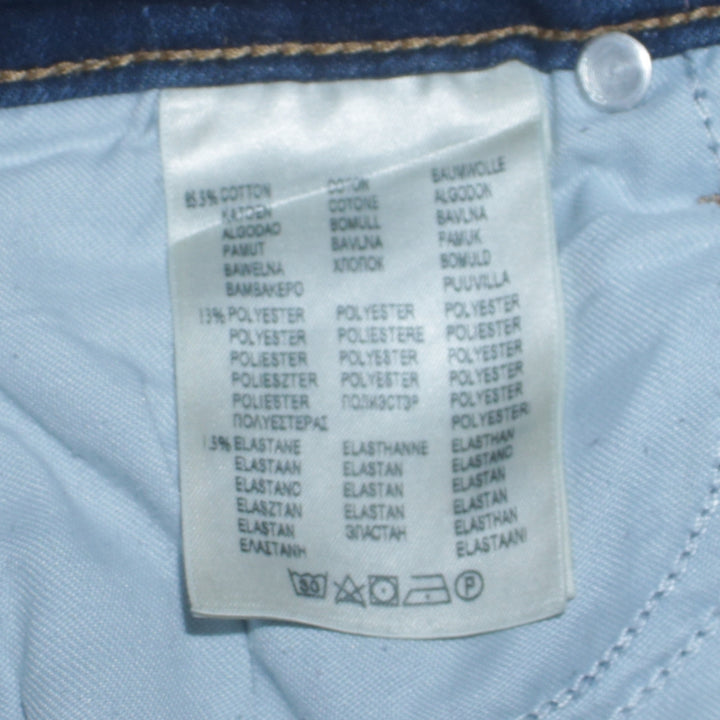 85.5% COTTON COTON BAUMWOLLE
KATOEN COTONE ALGODON
ALGODAO BOMULL BAVLNA
PAMUT BAVLNA PAMUK
BAWELNA ХЛОПОК BOMULD
ΒΑΜΒΑΚΕΡΟ PUUVILLA
13% POLYESTER POLYESTER POLYESTER
POLYESTER POLIESTERE POLYESTER
POLIESTER POLIESTER POLYESTER
POLIESZTER POLYESTER POLYESTER
POLIESTER ПОЛИЭСТЭР POLYESTER
ΠΟΛΥΕΣΤΕΡΑΣ POLYESTERI
1.5% ELASTANE ELASTHANNE ELASTHAN
ELASTAAN ELASTAN ELASTANO
ELASTANO ELASTAN ELASTAN
ELASZTAN ELASTAN ELASTAN
ELASTAN ЭЛАСТАН ELASTHAN
ΕΛΑΣΤΑΝΗ ELASTAANI
30 P